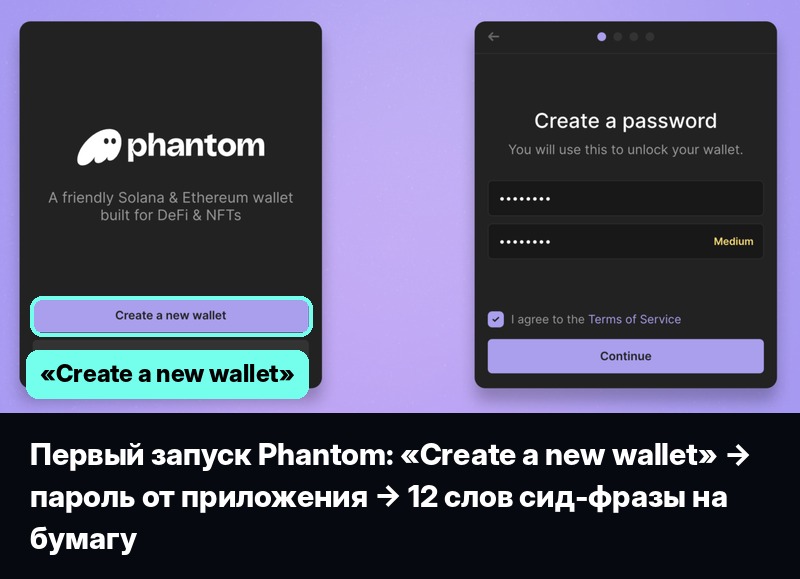 phantom
A friendly Solana & Ethereum wallet
built for DeFi & NFTs
Create a new wallet
«Create a new wallet»
Create a password
You will use this to unlock your wallet.
Medium
I agree to the Terms of Service
Continue
Первый запуск Phantom: «Create a new wallet» →
пароль от приложения → 12 слов сид-фразы на
бумагу